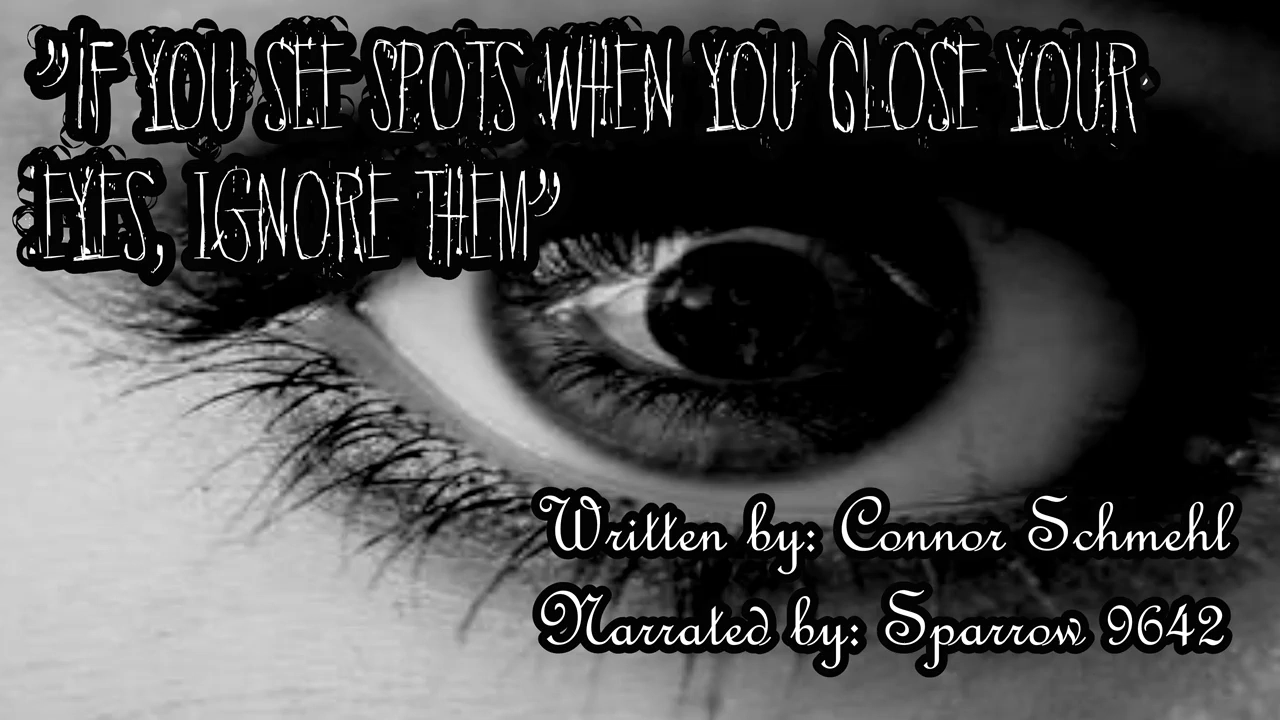 "IF YOU SEE SPOTS WHEN YOU CLOSE YOUR
EYES, IGNORE THEM"
Written by: Connor Schmehl
Narrated by: Sparrow 9642